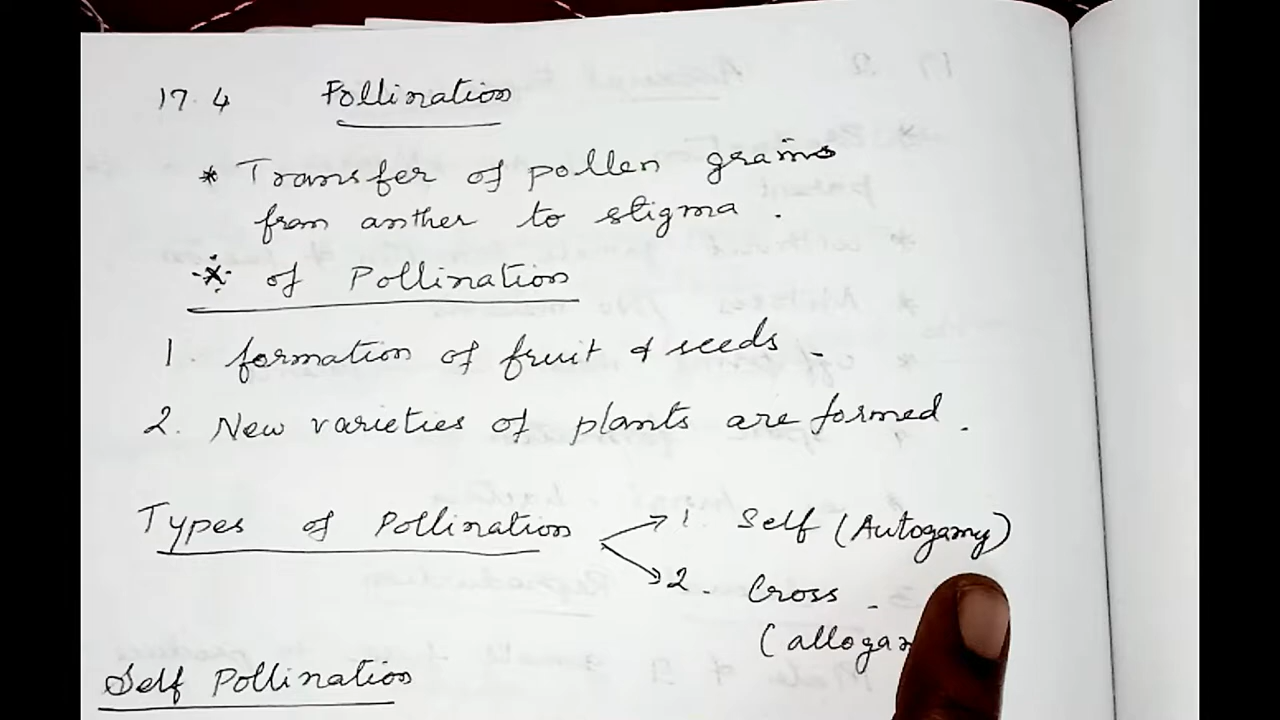 17.4 Pollination
* Transfer of pollen grains
from anther to stigma.
※ of Pollination
1. formation of fruit & seeds.
2. New varieties of plants are formed.
Types of Pollination → 1. Self (Autogamy)
→ 2. Cross.
(allogam
Self Pollination